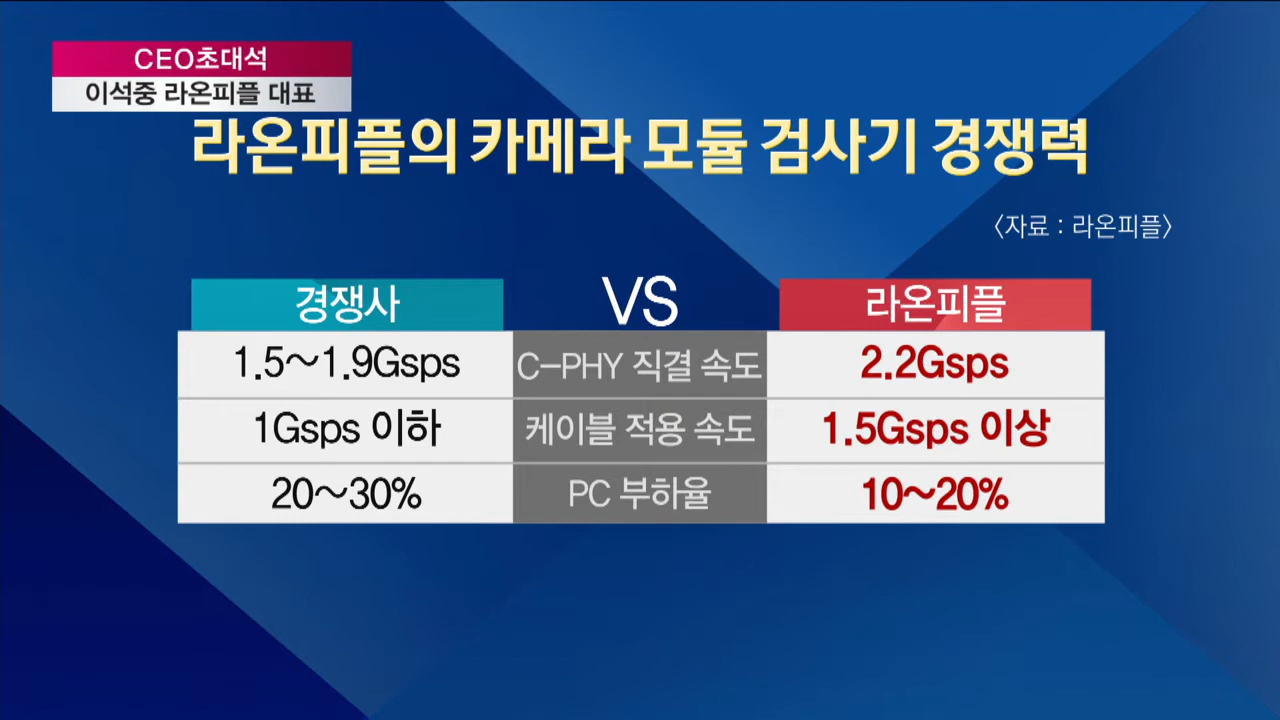 CEO초대석
이석중 라온피플 대표
라온피플의 카메라 모듈 검사기 경쟁력
〈자료 : 라온피플〉
경쟁사 VS 라온피플
1.5~1.9Gsps C-PHY 직결 속도 2.2Gsps
1Gsps 이하 케이블 적용 속도 1.5Gsps 이상
20~30% PC 부하율 10~20%